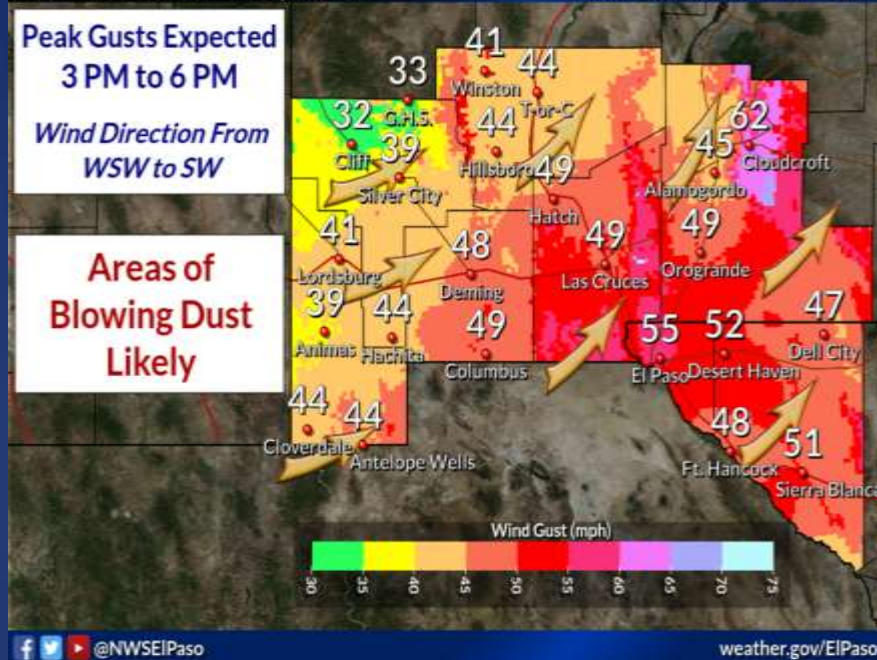 Peak Gusts Expected
3 PM to 6 PM
Wind Direction From
WSW to SW
Areas of
Blowing Dust
Likely
41
Winston
44
T-or-C
33
G.H.S.
32
Cliff
39
Silver City
44
Hillsboro
62
Cloudcroft
45
Alamogordo
49
Hatch
41
Lordsburg
48
Deming
49
Las Cruces
49
Orogrande
39
Animas
44
Hachita
49
Columbus
55
El Paso
52
Desert Haven
47
Dell City
44
Cloverdale
44
Antelope Wells
48
Ft. Hancock
51
Sierra Blanca
Wind Gust (mph)
30 35 40 45 50 55 60 65 70 75
@NWSElPaso
weather.gov/ElPaso